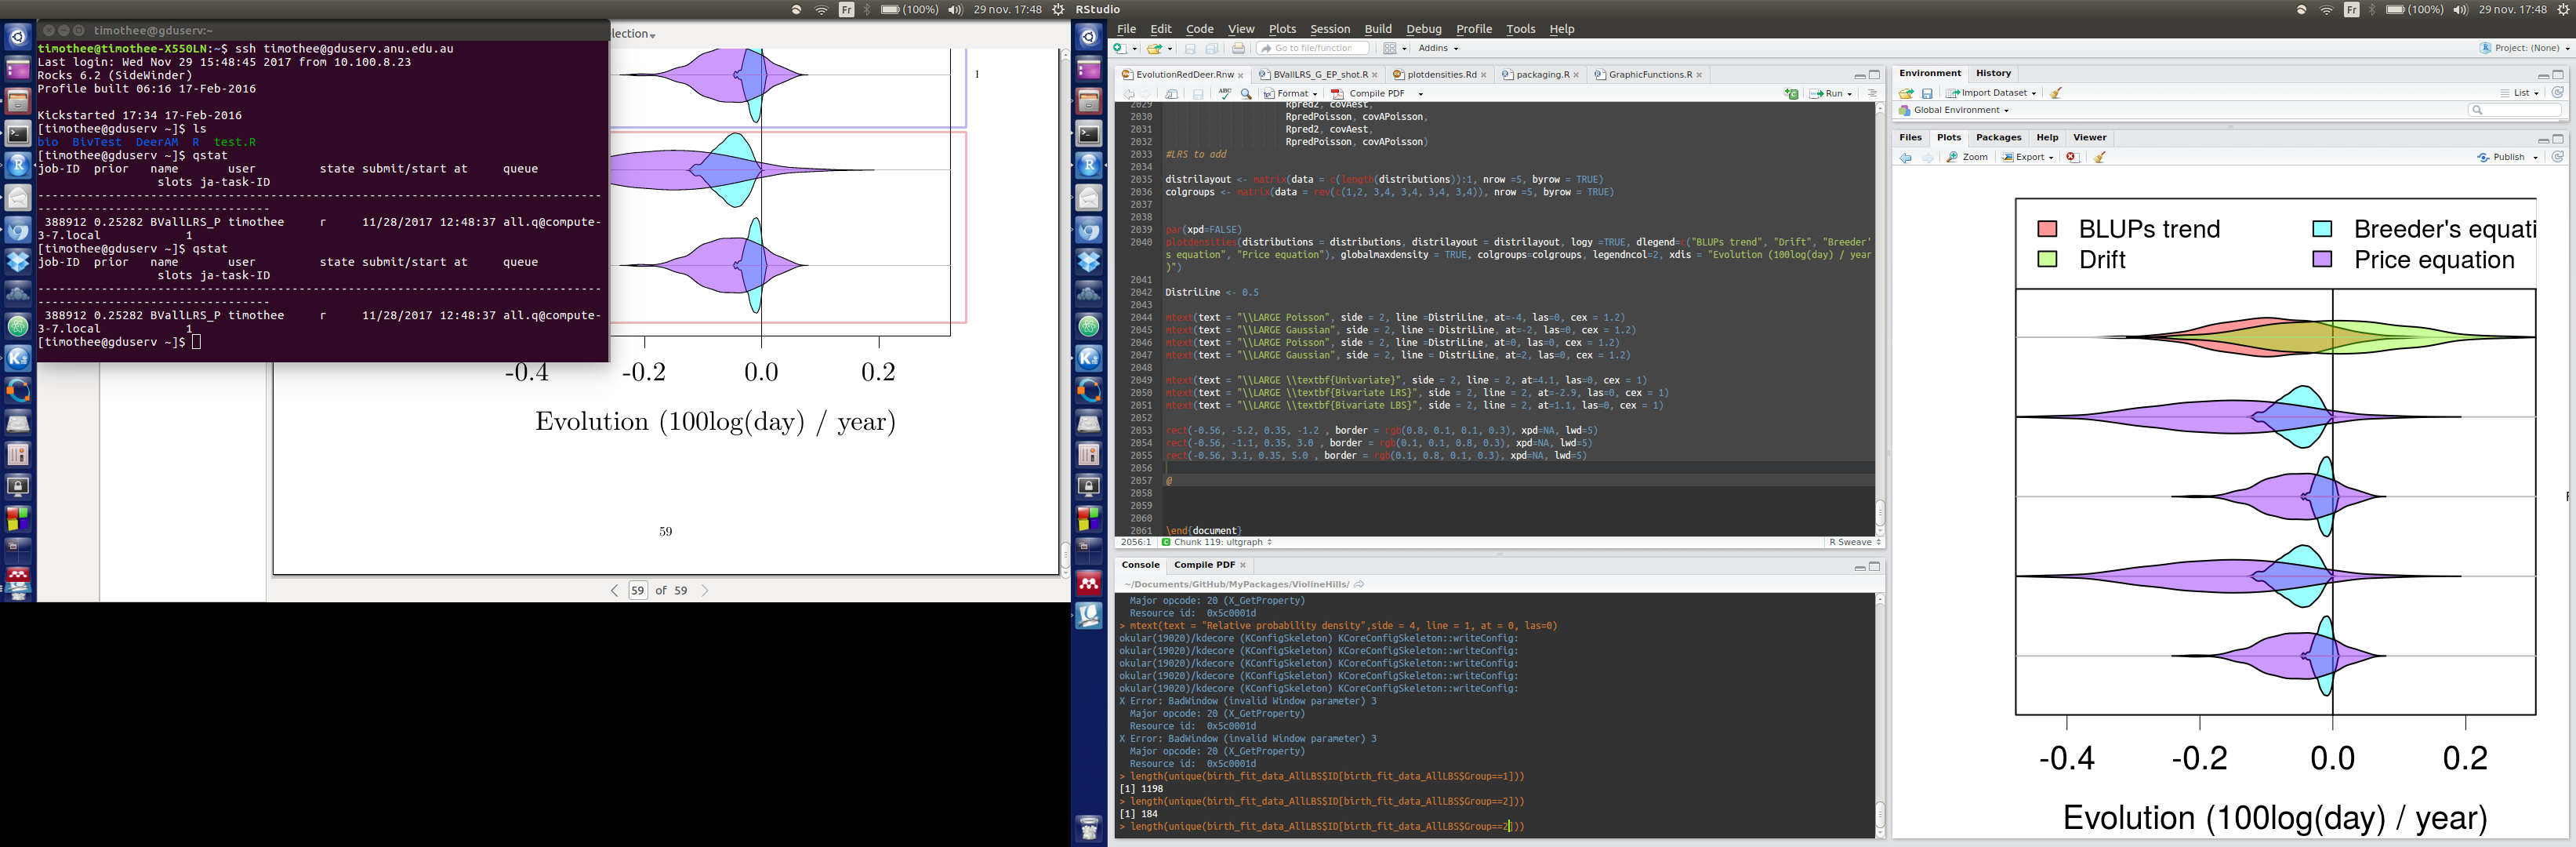 Fr (100%) 29 nov. 17:48
timothee@gduserv:~
timothee@timothee-X550LN:~$ ssh timothee@gduserv.anu.edu.au
Last login: Wed Nov 29 15:48:45 2017 from 10.100.8.23
Rocks 6.2 (SideWinder)
Profile built 06:16 17-Feb-2016
Kickstarted 17:34 17-Feb-2016
[timothee@gduserv ~]$ ls
bio BivTest DeerAM R test.R
[timothee@gduserv ~]$ qstat
job-ID prior name user state submit/start at queue
slots ja-task-ID
388912 0.25282 BVallLRS_P timothee r 11/28/2017 12:48:37 all.q@compute-
3-7.local 1
[timothee@gduserv ~]$ qstat
job-ID prior name user state submit/start at queue
slots ja-task-ID
388912 0.25282 BVallLRS_P timothee r 11/28/2017 12:48:37 all.q@compute-
3-7.local 1
[timothee@gduserv ~]$
lection
-0.4 -0.2 0.0 0.2
Evolution (100log(day) / year)
59
59 of 59
RStudio
Fr (100%) 29 nov. 17:48
File Edit Code View Plots Session Build Debug Profile Tools Help
Go to file/function Addins
Project: (None)
EvolutionRedDeer.Rnw BVallLRS_G_EP_shot.R plotdensities.Rd packaging.R GraphicFunctions.R
ABC Format Compile PDF Run
2029 Rpred2, covAest,
2030 RpredPoisson, covAPoisson,
2031 Rpred2, covAest,
2032 RpredPoisson, covAPoisson)
2033 #LRS to add
2034
2035 distrilayout <- matrix(data = c(length(distributions)):1, nrow =5, byrow = TRUE)
2036 colgroups <- matrix(data = rev(c(1,2, 3,4, 3,4, 3,4, 3,4)), nrow =5, byrow = TRUE)
2037
2038
2039 par(xpd=FALSE)
2040 plotdensities(distributions = distributions, distrilayout = distrilayout, logy =TRUE, dlegend=c("BLUPs trend", "Drift", "Breeder'
s equation", "Price equation"), globalmaxdensity = TRUE, colgroups=colgroups, legendncol=2, xdis = "Evolution (100log(day) / year
)")
2041
2042 DistriLine <- 0.5
2043
2044 mtext(text = "\\LARGE Poisson", side = 2, line =DistriLine, at=-4, las=0, cex = 1.2)
2045 mtext(text = "\\LARGE Gaussian", side = 2, line = DistriLine, at=-2, las=0, cex = 1.2)
2046 mtext(text = "\\LARGE Poisson", side = 2, line =DistriLine, at=0, las=0, cex = 1.2)
2047 mtext(text = "\\LARGE Gaussian", side = 2, line = DistriLine, at=2, las=0, cex = 1.2)
2048
2049 mtext(text = "\\LARGE \\textbf{Univariate}", side = 2, line = 2, at=4.1, las=0, cex = 1)
2050 mtext(text = "\\LARGE \\textbf{Bivariate LRS}", side = 2, line = 2, at=-2.9, las=0, cex = 1)
2051 mtext(text = "\\LARGE \\textbf{Bivariate LBS}", side = 2, line = 2, at=1.1, las=0, cex = 1)
2052
2053 rect(-0.56, -5.2, 0.35, -1.2 , border = rgb(0.8, 0.1, 0.1, 0.3), xpd=NA, lwd=5)
2054 rect(-0.56, -1.1, 0.35, 3.0 , border = rgb(0.1, 0.1, 0.8, 0.3), xpd=NA, lwd=5)
2055 rect(-0.56, 3.1, 0.35, 5.0 , border = rgb(0.1, 0.8, 0.1, 0.3), xpd=NA, lwd=5)
2056
2057 @
2058
2059
2060
2061 \end{document}
2056:1 Chunk 119: ultgraph R Sweave
Console Compile PDF
~/Documents/GitHub/MyPackages/ViolineHills/
Major opcode: 20 (X_GetProperty)
Resource id: 0x5c0001d
> mtext(text = "Relative probability density",side = 4, line = 1, at = 0, las=0)
okular(19020)/kdecore (KConfigSkeleton) KCoreConfigSkeleton::writeConfig:
okular(19020)/kdecore (KConfigSkeleton) KCoreConfigSkeleton::writeConfig:
okular(19020)/kdecore (KConfigSkeleton) KCoreConfigSkeleton::writeConfig:
okular(19020)/kdecore (KConfigSkeleton) KCoreConfigSkeleton::writeConfig:
okular(19020)/kdecore (KConfigSkeleton) KCoreConfigSkeleton::writeConfig:
X Error: BadWindow (invalid Window parameter) 3
Major opcode: 20 (X_GetProperty)
Resource id: 0x5c0001d
X Error: BadWindow (invalid Window parameter) 3
Major opcode: 20 (X_GetProperty)
Resource id: 0x5c0001d
> length(unique(birth_fit_data_AllLBS$ID[birth_fit_data_AllLBS$Group==1]))
[1] 1198
> length(unique(birth_fit_data_AllLBS$ID[birth_fit_data_AllLBS$Group==2]))
[1] 184
> length(unique(birth_fit_data_AllLBS$ID[birth_fit_data_AllLBS$Group==2]))
Environment History
Import Dataset List
Global Environment
Files Plots Packages Help Viewer
Zoom Export Publish
BLUPs trend Breeder's equati
Drift Price equation
-0.4 -0.2 0.0 0.2
Evolution (100log(day) / year)